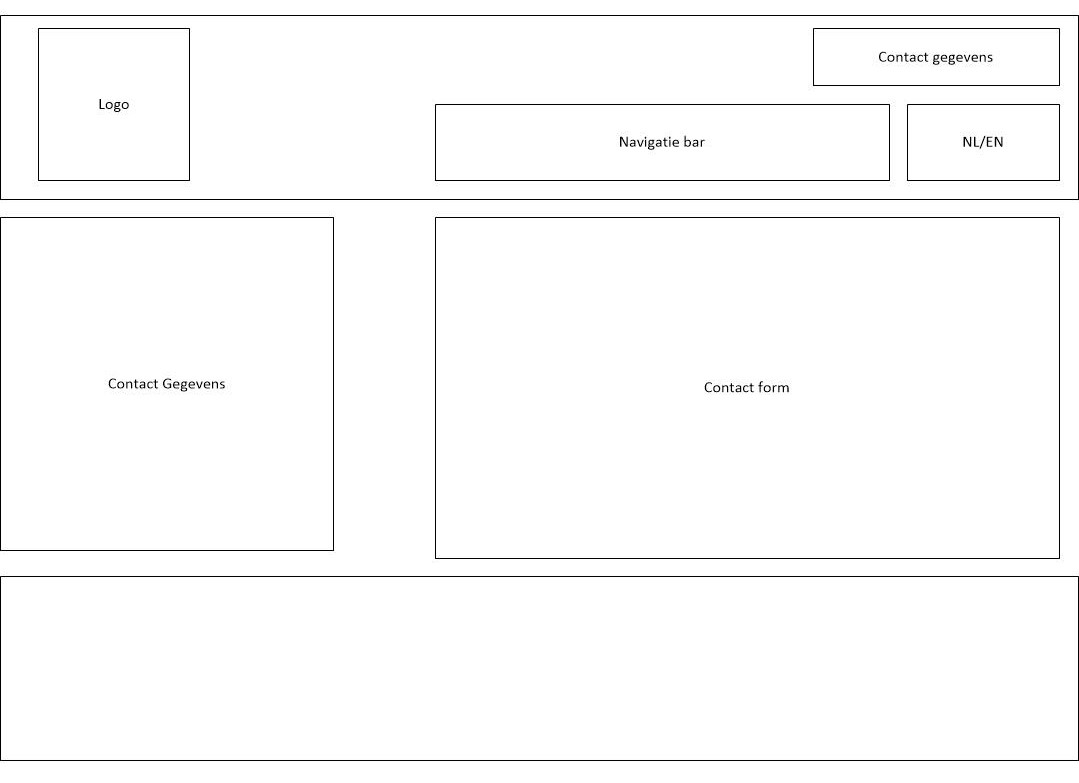 Contact gegevens
Logo
Navigatie bar
NL/EN
Contact Gegevens
Contact form